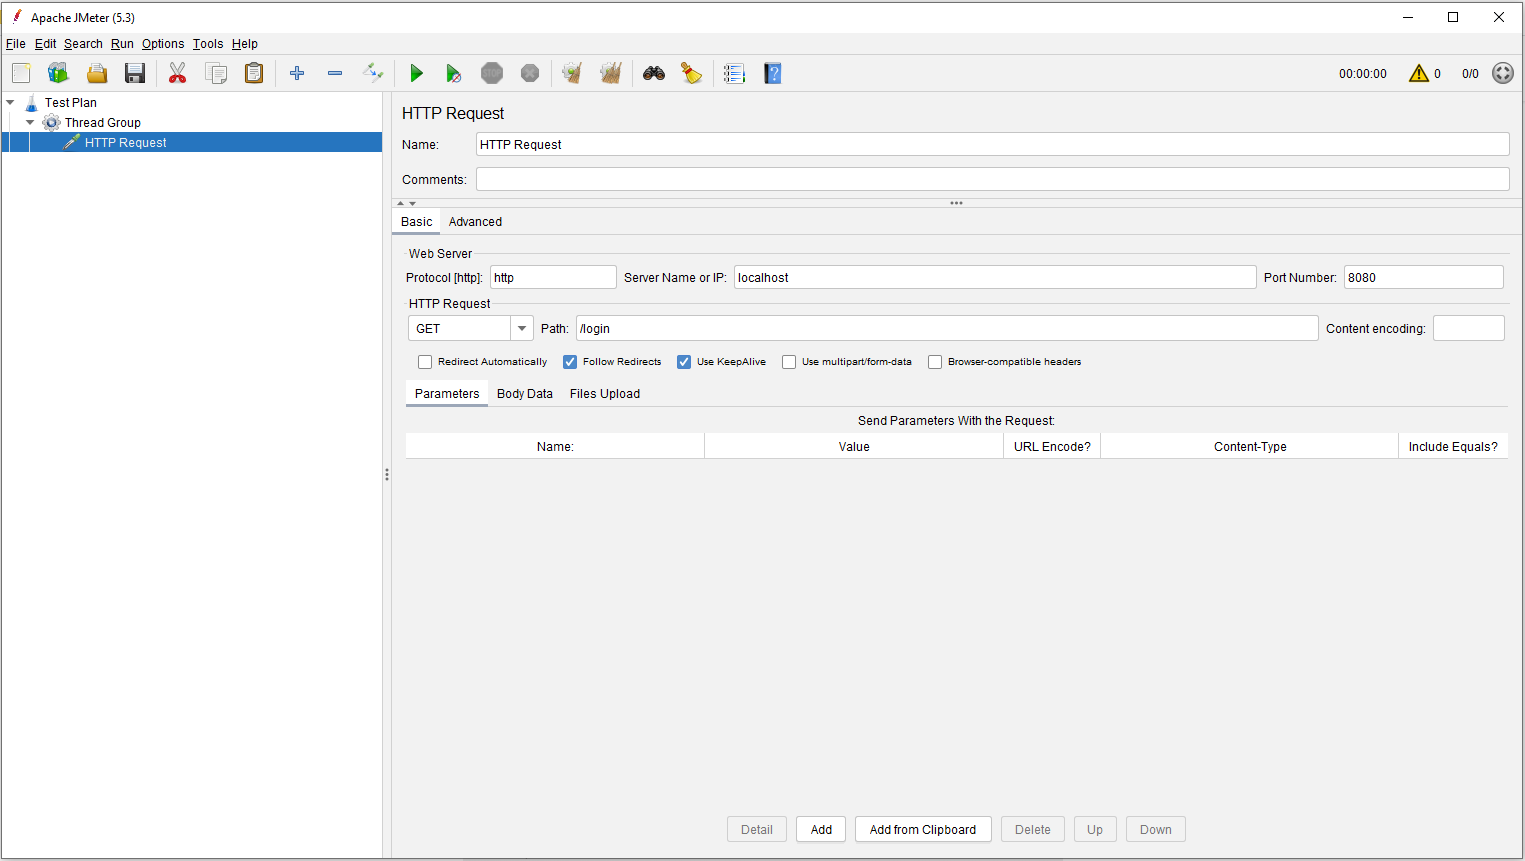 Apache JMeter (5.3)
File Edit Search Run Options Tools Help
STOP 00:00:00 0 0/0
Test Plan
Thread Group
HTTP Request
HTTP Request
Name: HTTP Request
Comments:
Basic Advanced
Web Server
Protocol [http]: http Server Name or IP: localhost Port Number: 8080
HTTP Request
GET Path: /login Content encoding:
Redirect Automatically Follow Redirects Use KeepAlive Use multipart/form-data Browser-compatible headers
Parameters Body Data Files Upload
Send Parameters With the Request:
Name: Value URL Encode? Content-Type Include Equals?
Detail Add Add from Clipboard Delete Up Down